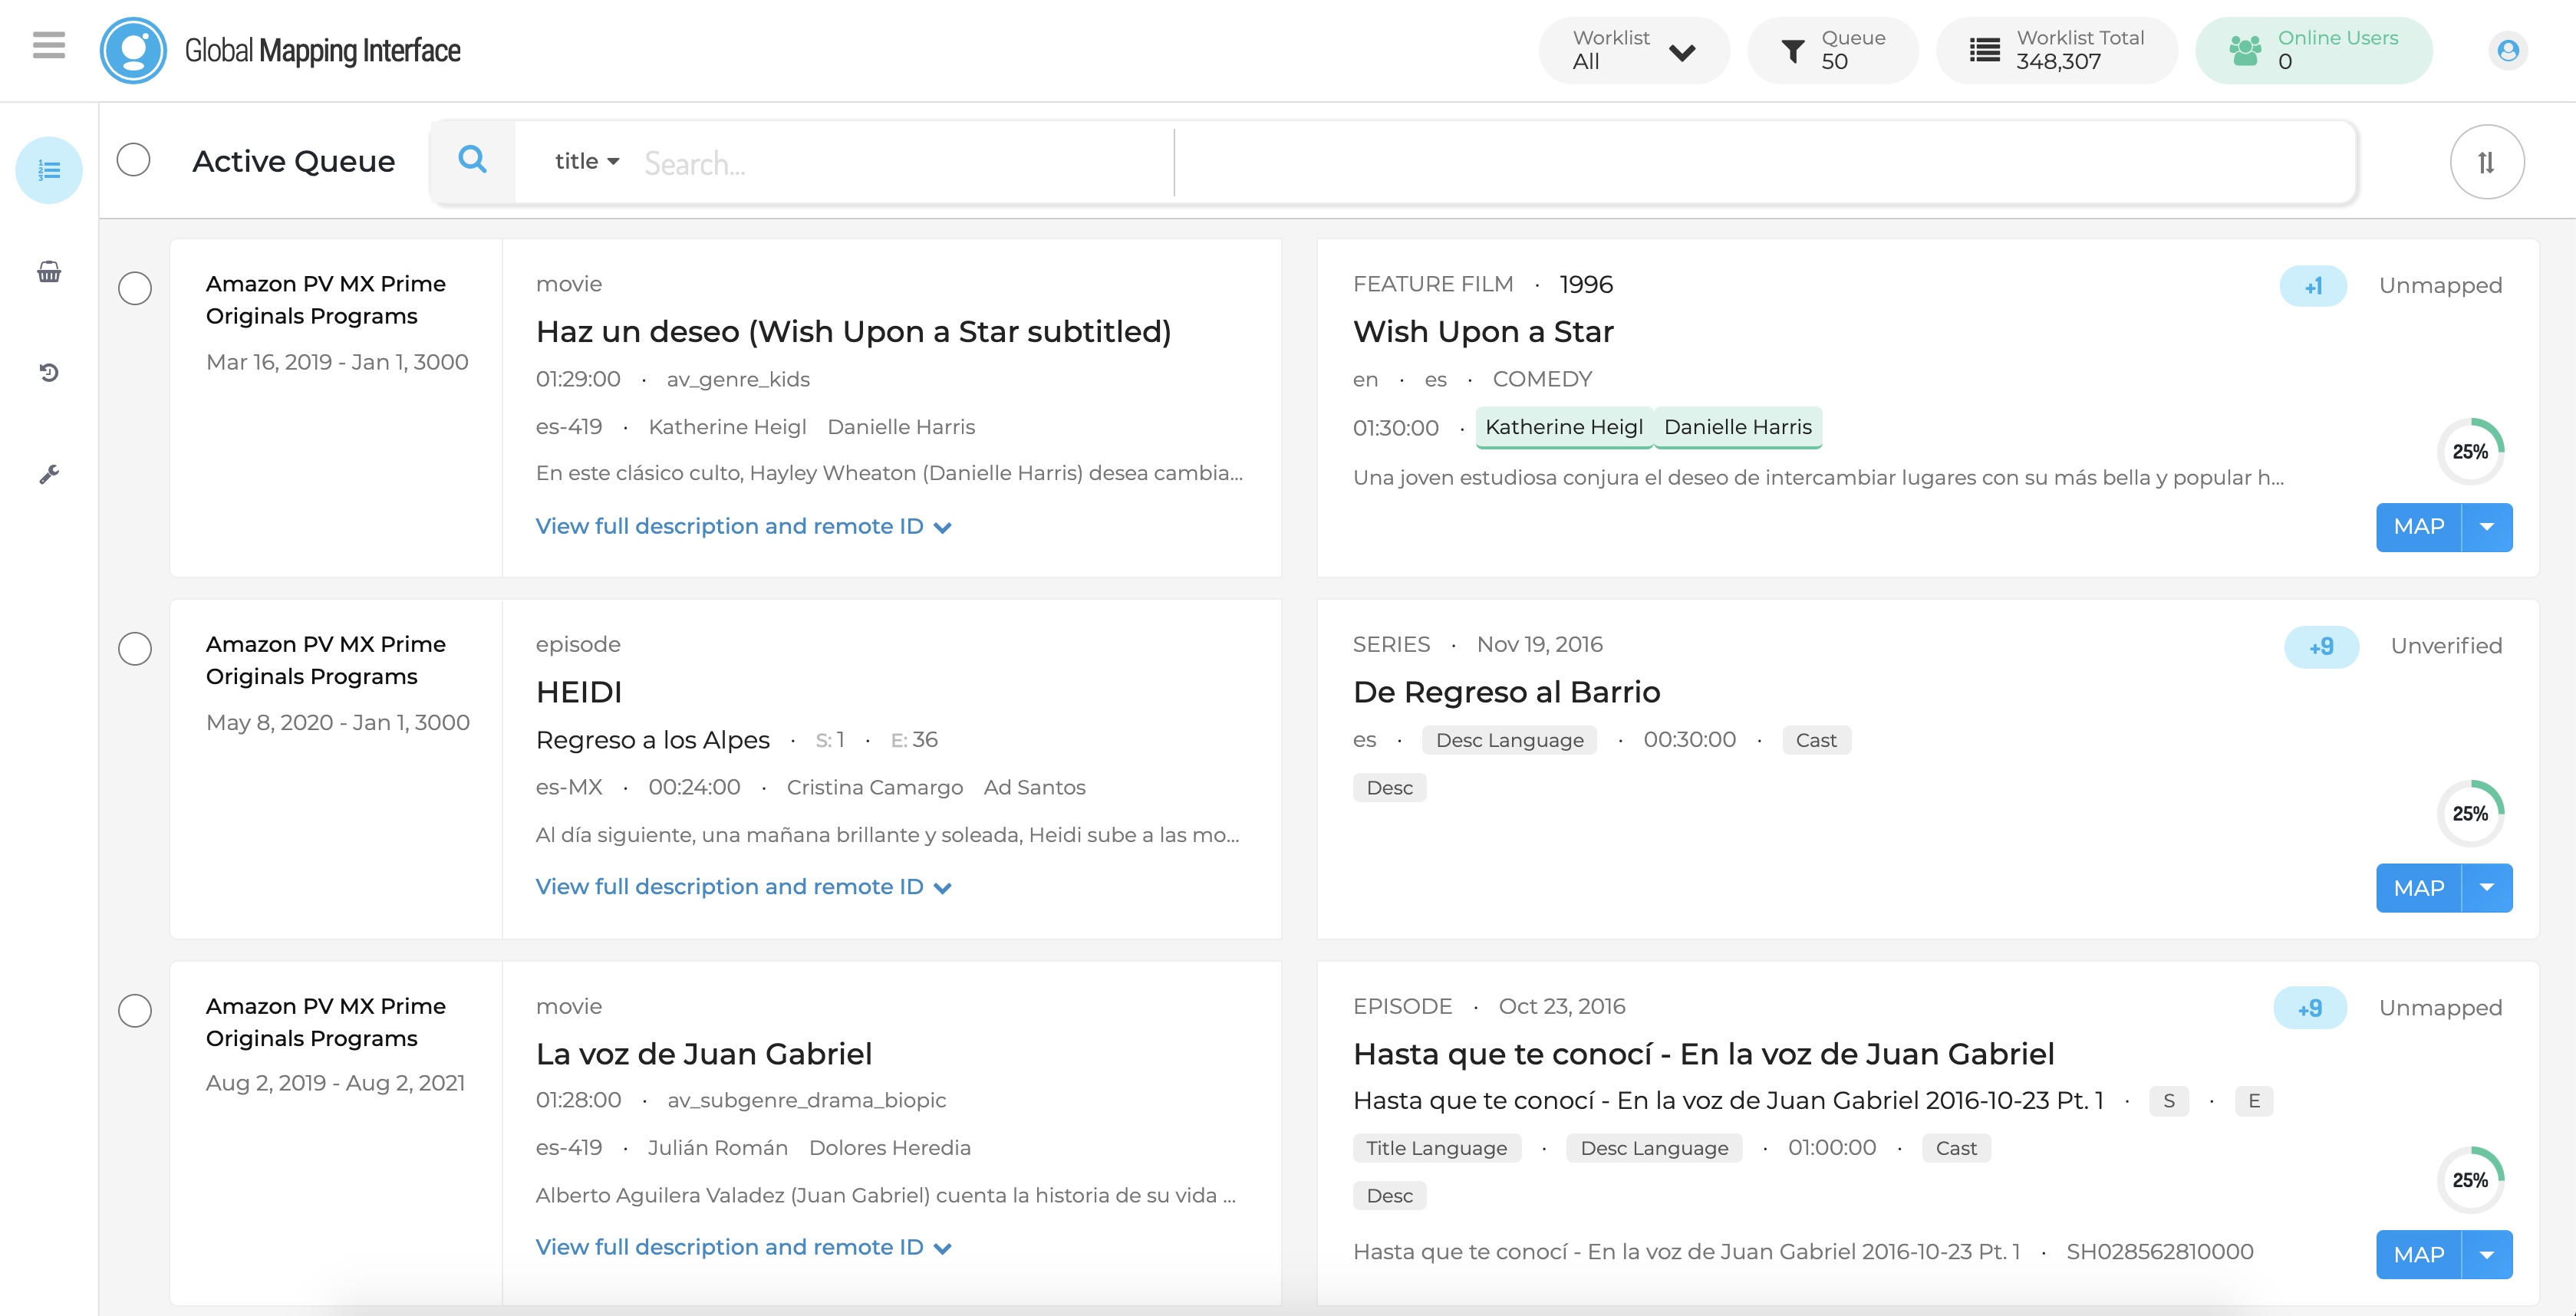 Global Mapping Interface
Worklist
All
Queue
50
Worklist Total
348,307
Online Users
0
Active Queue
title
Search...
Amazon PV MX Prime
Originals Programs
Mar 16, 2019 - Jan 1, 3000
movie
Haz un deseo (Wish Upon a Star subtitled)
01:29:00 · av_genre_kids
es-419 · Katherine Heigl Danielle Harris
En este clásico culto, Hayley Wheaton (Danielle Harris) desea cambia...
View full description and remote ID
FEATURE FILM · 1996
+1
Unmapped
Wish Upon a Star
en · es · COMEDY
01:30:00 · Katherine Heigl Danielle Harris
Una joven estudiosa conjura el deseo de intercambiar lugares con su más bella y popular h...
25%
MAP
Amazon PV MX Prime
Originals Programs
May 8, 2020 - Jan 1, 3000
episode
HEIDI
Regreso a los Alpes · S: 1 · E: 36
es-MX · 00:24:00 · Cristina Camargo Ad Santos
Al día siguiente, una mañana brillante y soleada, Heidi sube a las mo...
View full description and remote ID
SERIES · Nov 19, 2016
+9
Unverified
De Regreso al Barrio
es · Desc Language · 00:30:00 · Cast
Desc
25%
MAP
Amazon PV MX Prime
Originals Programs
Aug 2, 2019 - Aug 2, 2021
movie
La voz de Juan Gabriel
01:28:00 · av_subgenre_drama_biopic
es-419 · Julián Román Dolores Heredia
Alberto Aguilera Valadez (Juan Gabriel) cuenta la historia de su vida ...
View full description and remote ID
EPISODE · Oct 23, 2016
+9
Unmapped
Hasta que te conocí - En la voz de Juan Gabriel
Hasta que te conocí - En la voz de Juan Gabriel 2016-10-23 Pt. 1 · S · E
Title Language · Desc Language · 01:00:00 · Cast
Desc
Hasta que te conocí - En la voz de Juan Gabriel 2016-10-23 Pt. 1 · SH028562810000
25%
MAP